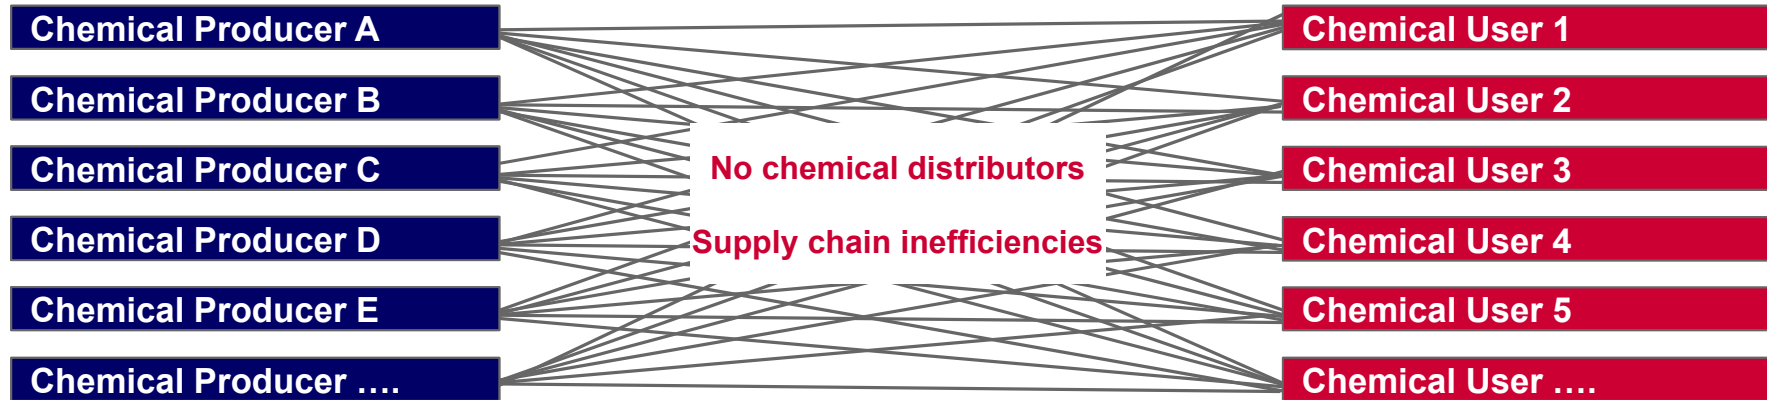 Chemical Producer A
Chemical User 1
Chemical Producer B
Chemical User 2
Chemical Producer C
No chemical distributors
Chemical User 3
Chemical Producer D
Supply chain inefficiencies
Chemical User 4
Chemical Producer E
Chemical User 5
Chemical Producer ….
Chemical User ….